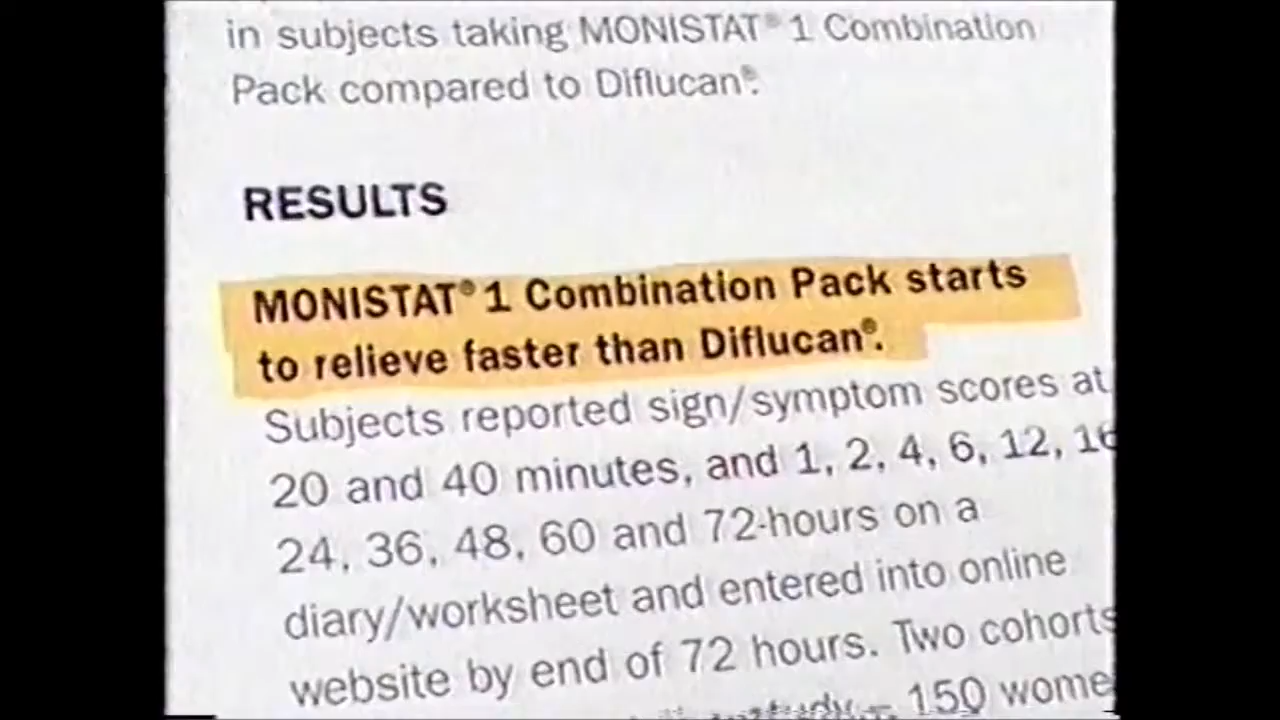 in subjects taking MONISTAT® 1 Combination
Pack compared to Diflucan®.
RESULTS
MONISTAT® 1 Combination Pack starts
to relieve faster than Diflucan®.
Subjects reported sign/symptom scores at
20 and 40 minutes, and 1, 2, 4, 6, 12, 16
24, 36, 48, 60 and 72-hours on a
diary/worksheet and entered into online
website by end of 72 hours. Two cohorts
150 wome